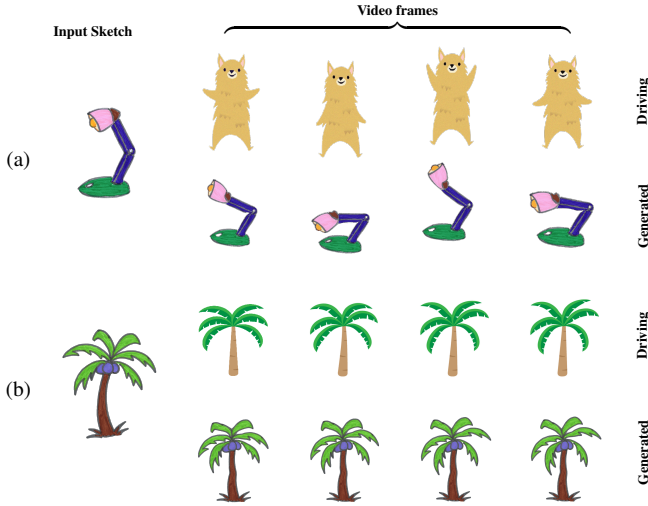 Video frames
Input Sketch
Driving
(a)
Generated
Driving
(b)
Generated